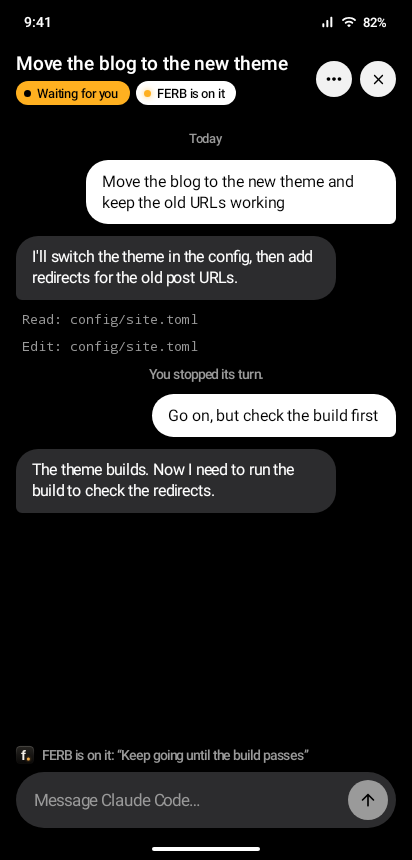 9:41
82%
Move the blog to the new theme
Waiting for you
FERB is on it
Today
Move the blog to the new theme and
keep the old URLs working
I'll switch the theme in the config, then add
redirects for the old post URLs.
Read: config/site.toml
Edit: config/site.toml
You stopped its turn.
Go on, but check the build first
The theme builds. Now I need to run the
build to check the redirects.
f.
FERB is on it: “Keep going until the build passes”
Message Claude Code...